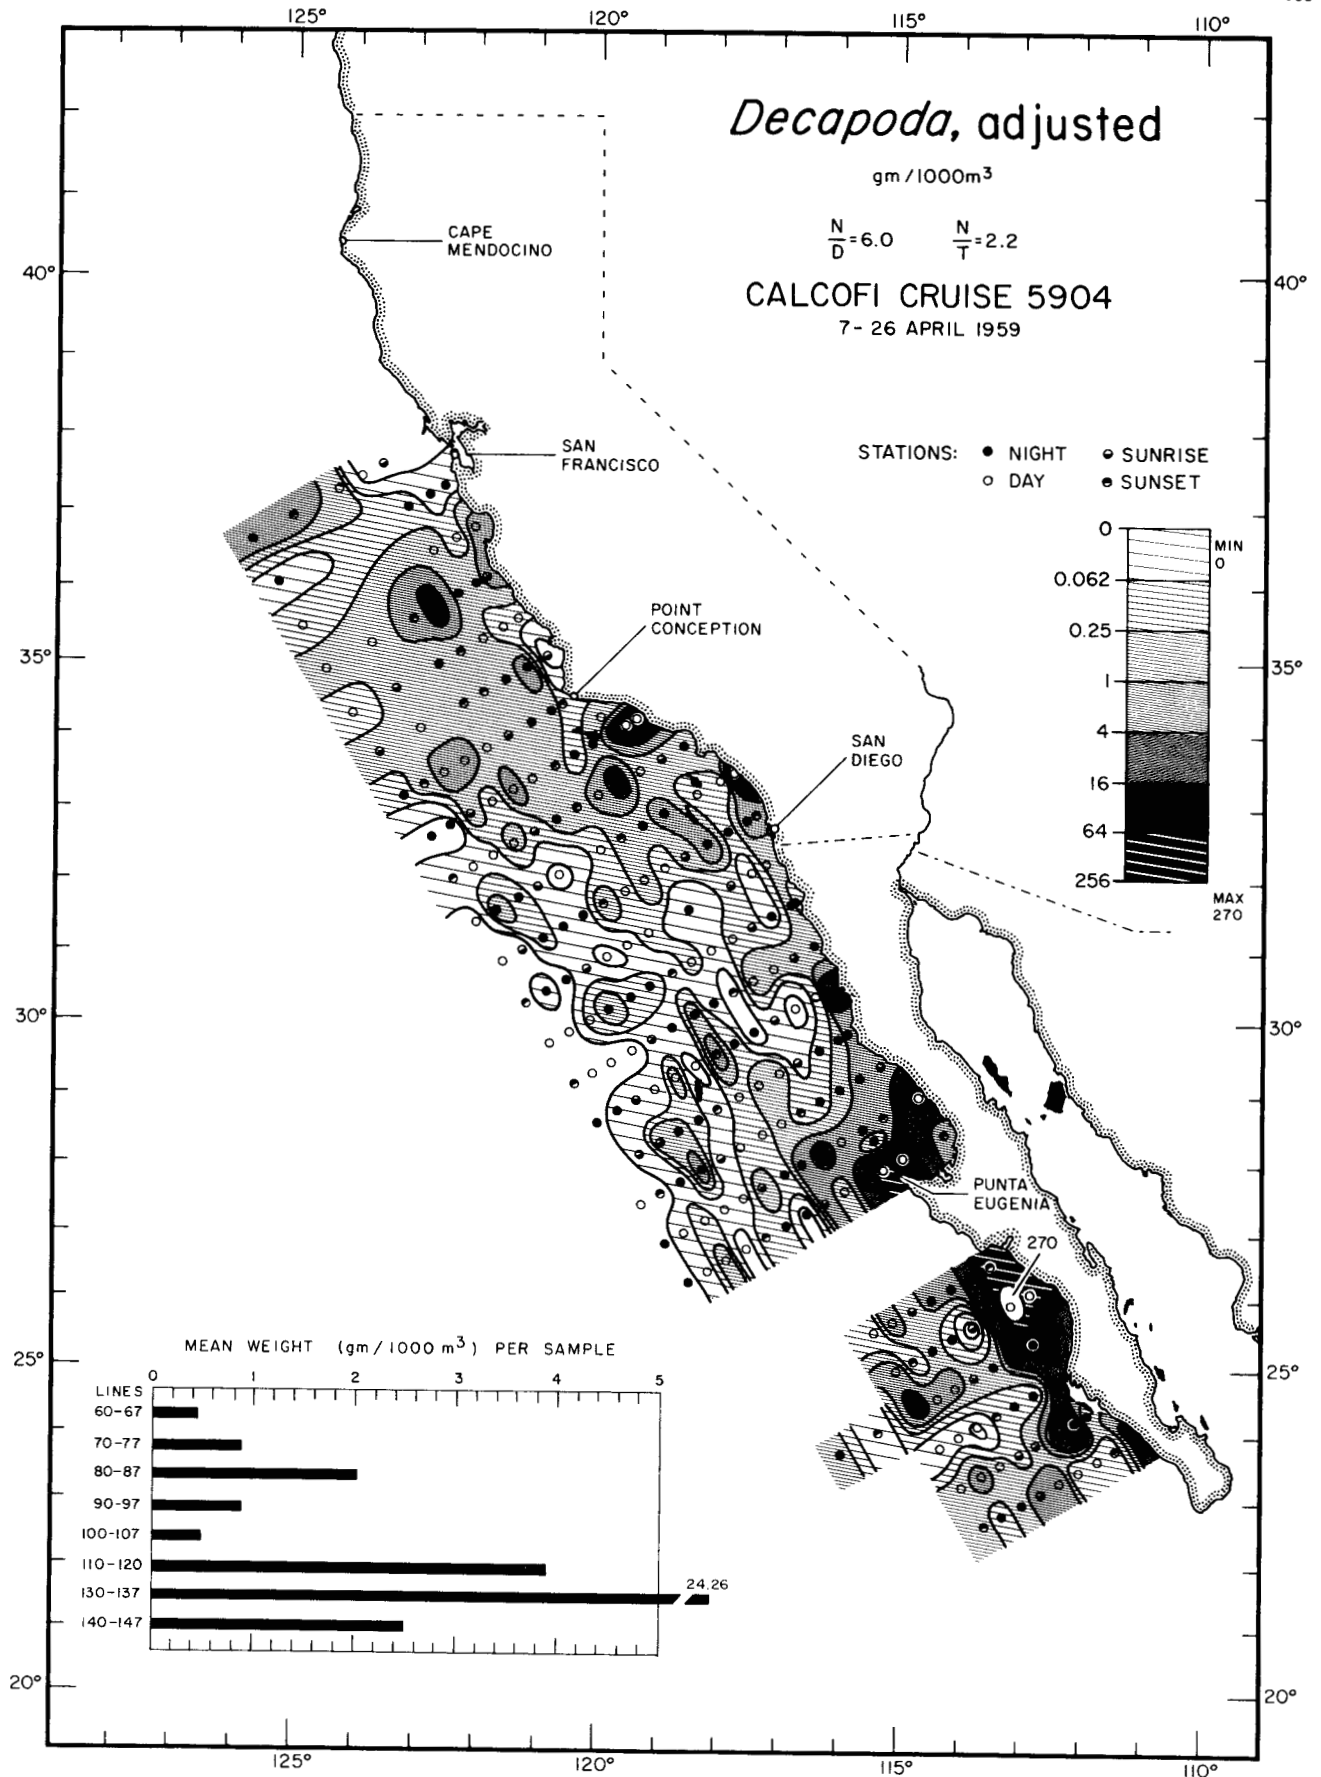 125° 120° 115° 110°
Decapoda, adjusted
gm/1000m³
N/D=6.0 N/T=2.2
CALCOFI CRUISE 5904
7-26 APRIL 1959
CAPE
MENDOCINO
40° 40°
SAN
FRANCISCO
STATIONS: ● NIGHT ◒ SUNRISE
○ DAY ◓ SUNSET
0
MIN
0
0.062
0.25
1
4
16
64
256
MAX
270
POINT
CONCEPTION
35° 35°
SAN
DIEGO
30° 30°
PUNTA
EUGENIA
270
25° 25°
MEAN WEIGHT (gm/1000 m³) PER SAMPLE
0 1 2 3 4 5
LINES
60-67
70-77
80-87
90-97
100-107
110-120
130-137 24.26
140-147
20° 20°
125° 120° 115° 110°